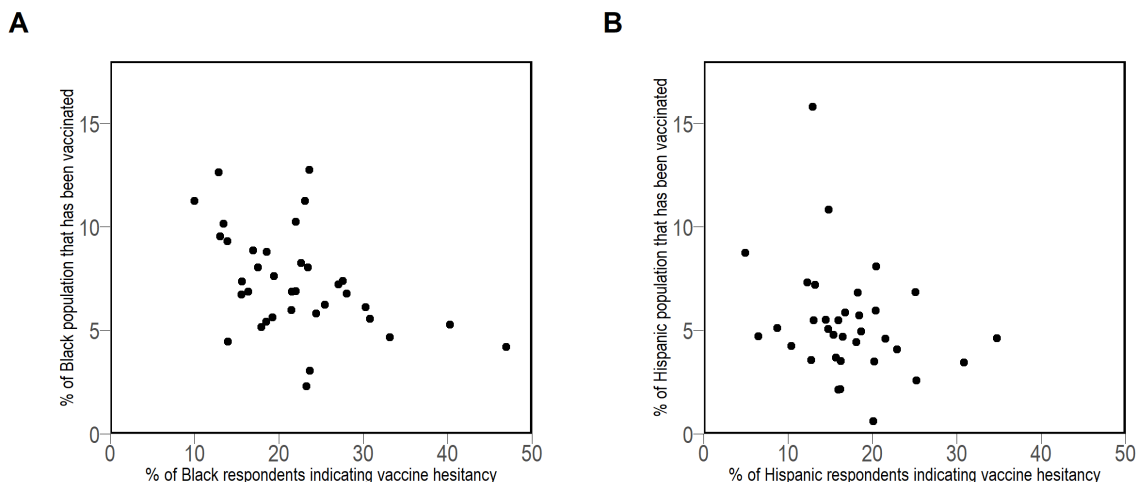 A
B
% of Black population that has been vaccinated
15
10
5
0
0 10 20 30 40 50
% of Black respondents indicating vaccine hesitancy
% of Hispanic population that has been vaccinated
15
10
5
0
0 10 20 30 40 50
% of Hispanic respondents indicating vaccine hesitancy